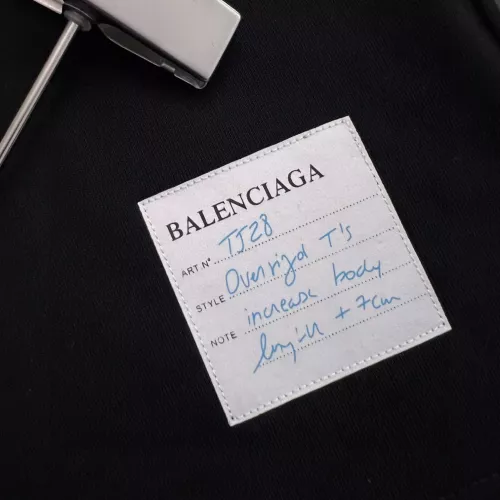 BALENCIAGA
ART N° TJ28
STYLE Oversized T's
NOTE increase body
length + 7cm